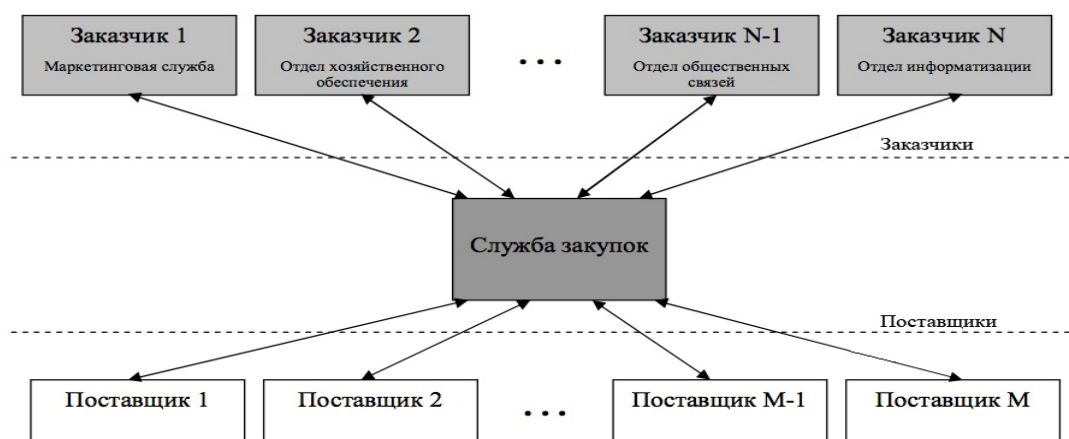 Заказчик 1
Маркетинговая служба
Заказчик 2
Отдел хозяйственного
обеспечения
...
Заказчик N-1
Отдел общественных
связей
Заказчик N
Отдел информатизации
Заказчики
Служба закупок
Поставщики
Поставщик 1
Поставщик 2
...
Поставщик M-1
Поставщик M